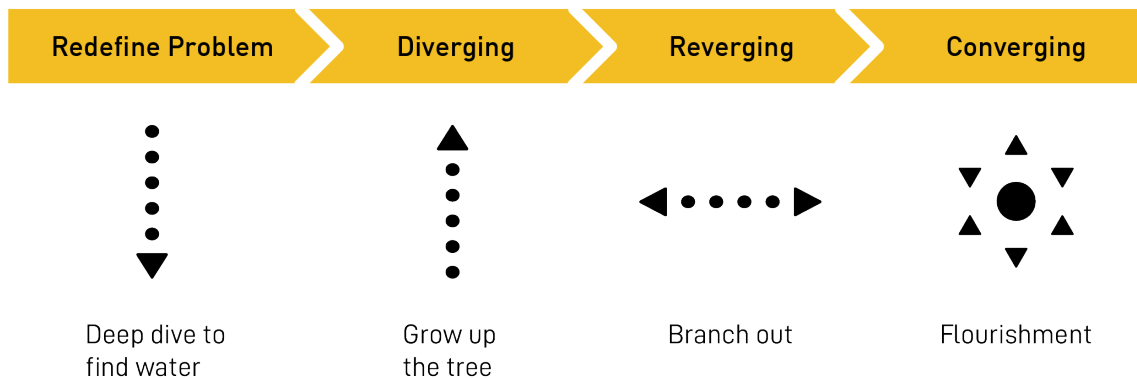 Redefine Problem
Diverging
Reverging
Converging
Deep dive to
find water
Grow up
the tree
Branch out
Flourishment